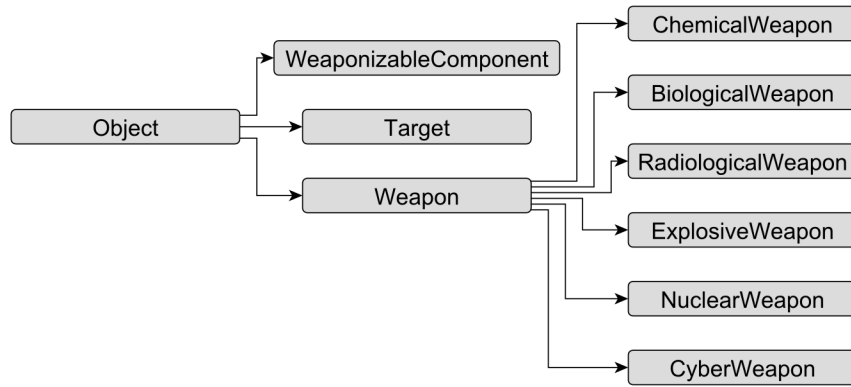 ChemicalWeapon
WeaponizableComponent
BiologicalWeapon
Object
Target
RadiologicalWeapon
Weapon
ExplosiveWeapon
NuclearWeapon
CyberWeapon